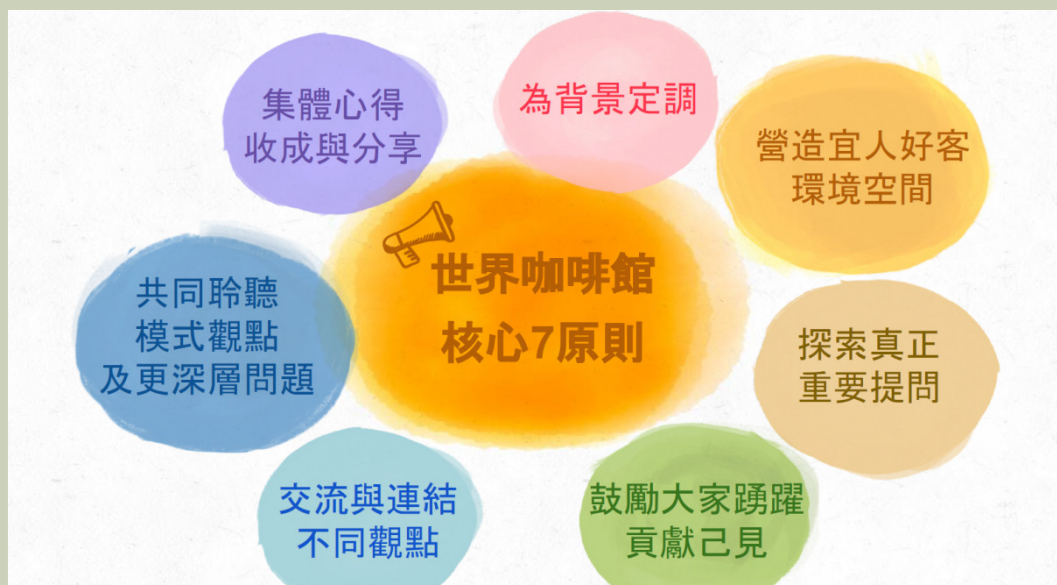 世界咖啡館
核心7原則
為背景定調
營造宜人好客
環境空間
探索真正
重要提問
鼓勵大家踴躍
貢獻己見
交流與連結
不同觀點
共同聆聽
模式觀點
及更深層問題
集體心得
收成與分享